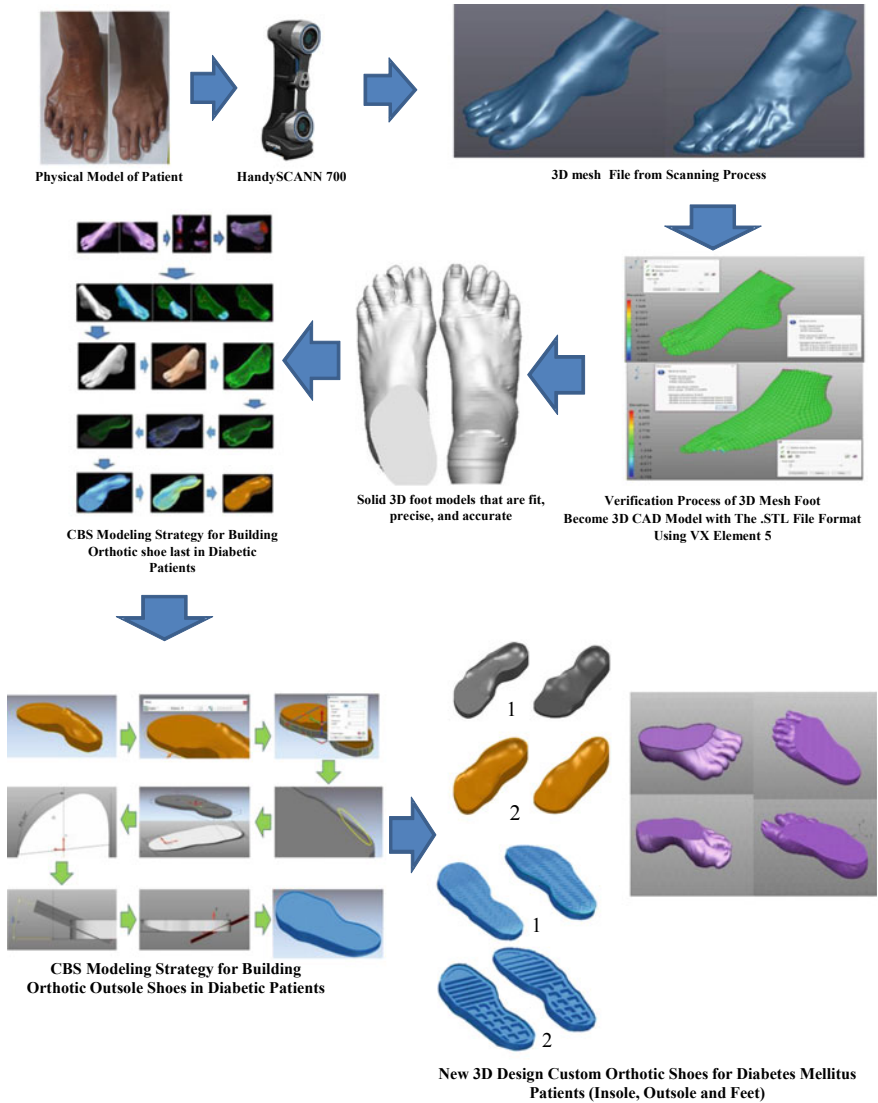 Physical Model of Patient
HandySCANN 700
3D mesh File from Scanning Process
CBS Modeling Strategy for Building
Orthotic shoe last in Diabetic
Patients
Solid 3D foot models that are fit,
precise, and accurate
Verification Process of 3D Mesh Foot
Become 3D CAD Model with The .STL File Format
Using VX Element 5
CBS Modeling Strategy for Building
Orthotic Outsole Shoes in Diabetic Patients
1
2
1
2
New 3D Design Custom Orthotic Shoes for Diabetes Mellitus
Patients (Insole, Outsole and Feet)